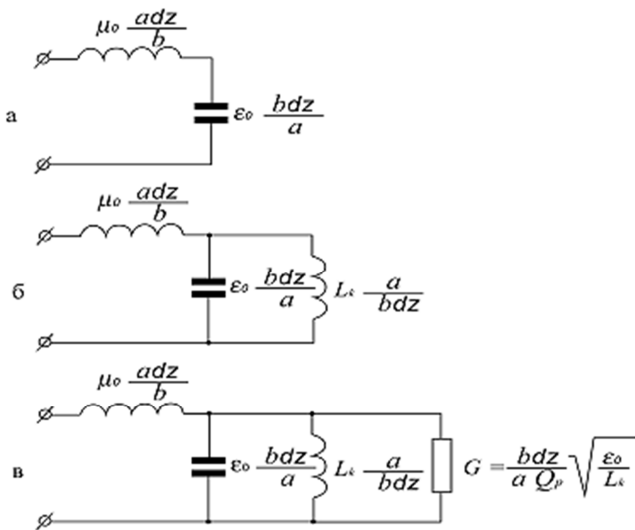 μ₀ adz/b
а
ε₀ bdz/a
μ₀ adz/b
б
ε₀ bdz/a Lₖ a/bdz
μ₀ adz/b
в
ε₀ bdz/a Lₖ a/bdz G = bdz/(a Qₚ) √(ε₀/Lₖ)